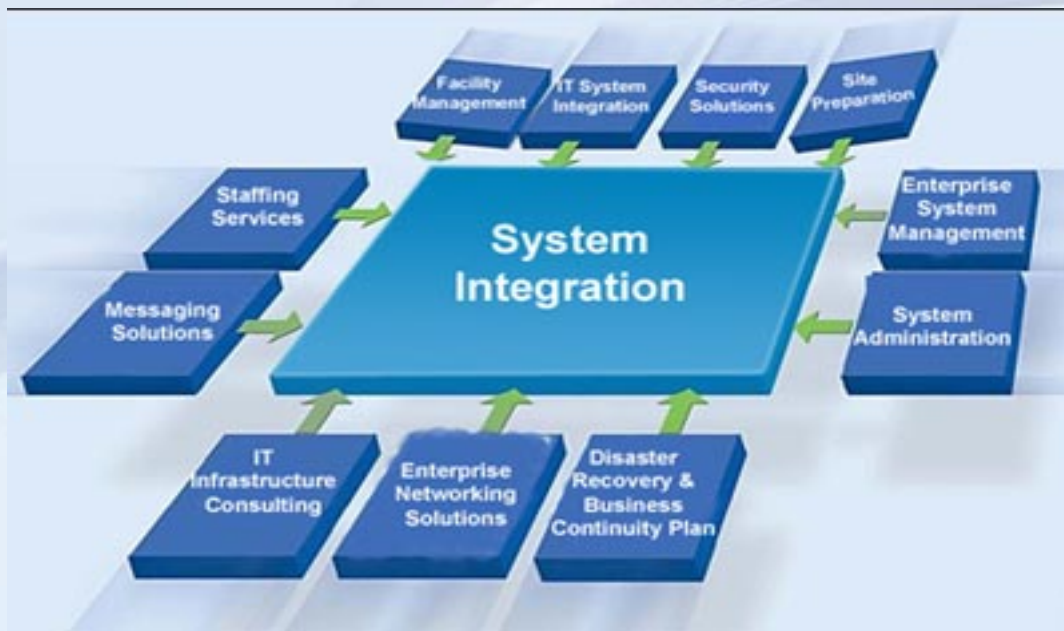 Facility
Management
IT System
Integration
Security
Solutions
Site
Preparation
Staffing
Services
System
Integration
Enterprise
System
Management
Messaging
Solutions
System
Administration
IT
Infrastructure
Consulting
Enterprise
Networking
Solutions
Disaster
Recovery &
Business
Continuity Plan